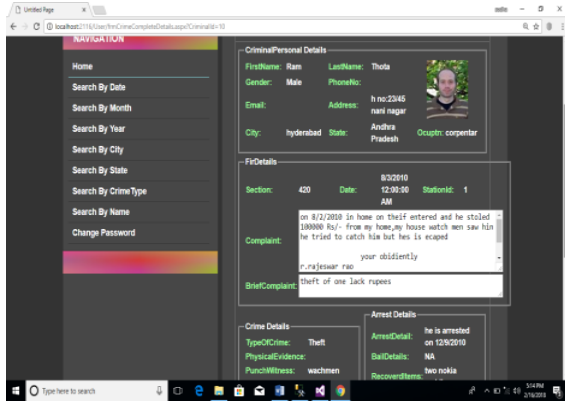 Untitled Page
localhost:2116/User/frmCrimeCompleteDetails.aspx?CriminalId=10
NAVIGATION
Home
Search By Date
Search By Month
Search By Year
Search By City
Search By State
Search By CrimeType
Search By Name
Change Password
CriminalPersonal Details
FirstName: Ram LastName: Thota
Gender: Male PhoneNo:
Email: Address: h no:23/45
nani nagar
City: hyderabad State: Andhra
Pradesh Ocuptn: corpentar
FirDetails
Section: 420 Date: 8/3/2010
12:00:00
AM StationId: 1
Complaint: on 8/2/2010 in home on theif entered and he stoled
100000 Rs/- from my home,my house watch men saw hin
he tried to catch him but hes is ecaped
your obidiently
r.rajeswar rao
BriefComplaint: theft of one lack rupees
Crime Details
TypeOfCrime: Theft
PhysicalEvidence:
PunchWitness: wachmen
Arrest Details
ArrestDetail: he is arrested
on 12/9/2010
BailDetails: NA
RecoverdItems: two nokia
Type here to search
5:14 PM
2/16/2018